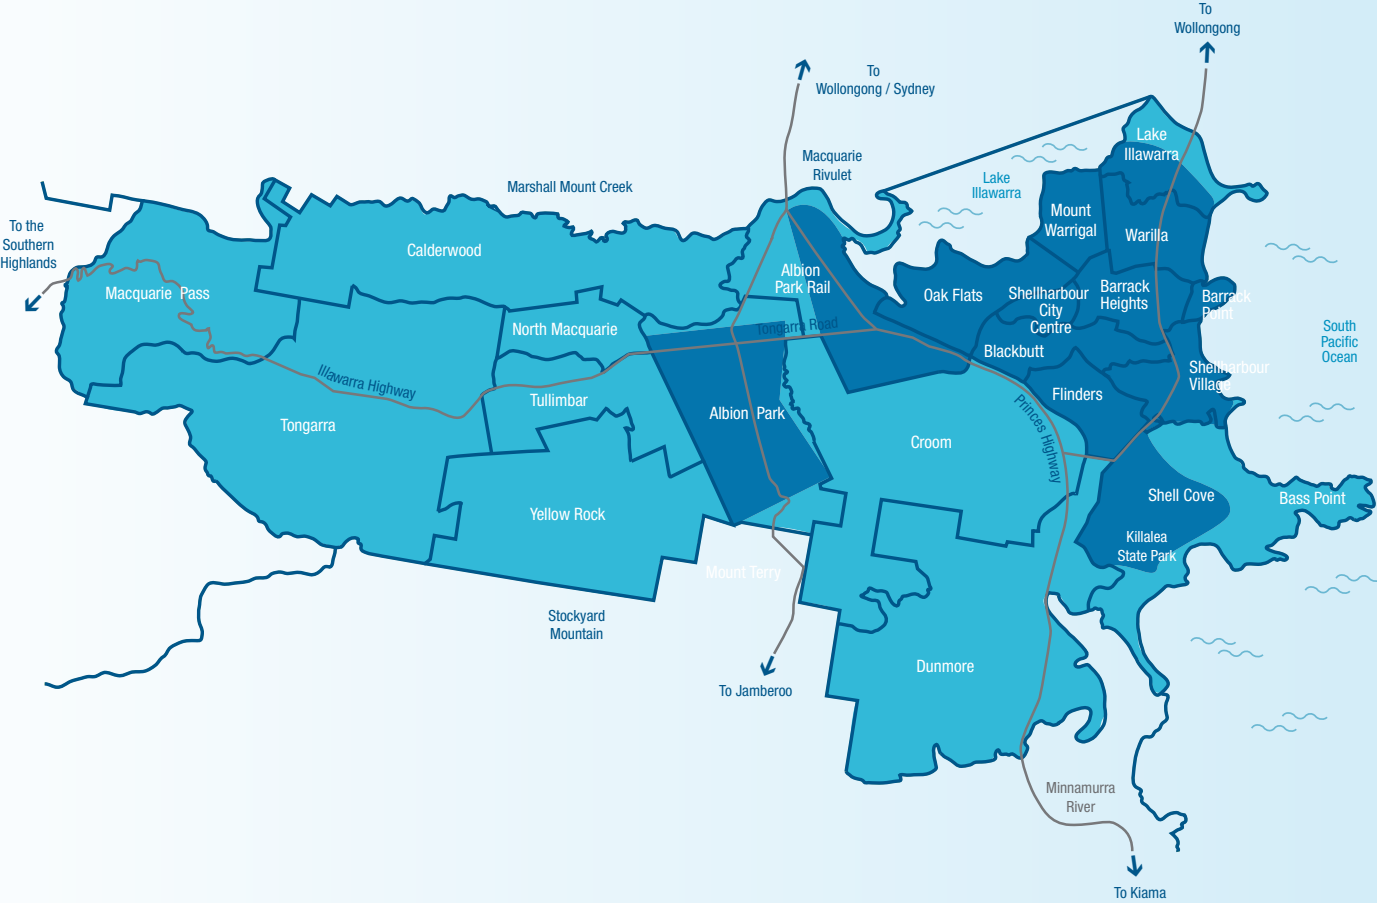 To
Wollongong
To
Wollongong / Sydney
Lake
Illawarra
Macquarie
Rivulet
Lake
Illawarra
Marshall Mount Creek
Mount
Warrigal
To the
Southern
Highlands
Warilla
Calderwood
Albion
Park Rail
Macquarie Pass
Oak Flats
Shellharbour
City
Centre
Barrack
Heights
Barrack
Point
North Macquarie
Tongarra Road
South
Pacific
Ocean
Blackbutt
Shellharbour
Village
Illawarra Highway
Flinders
Tullimbar
Albion Park
Princes Highway
Tongarra
Croom
Shell Cove
Bass Point
Yellow Rock
Killalea
State Park
Mount Terry
Stockyard
Mountain
Dunmore
To Jamberoo
Minnamurra
River
To Kiama